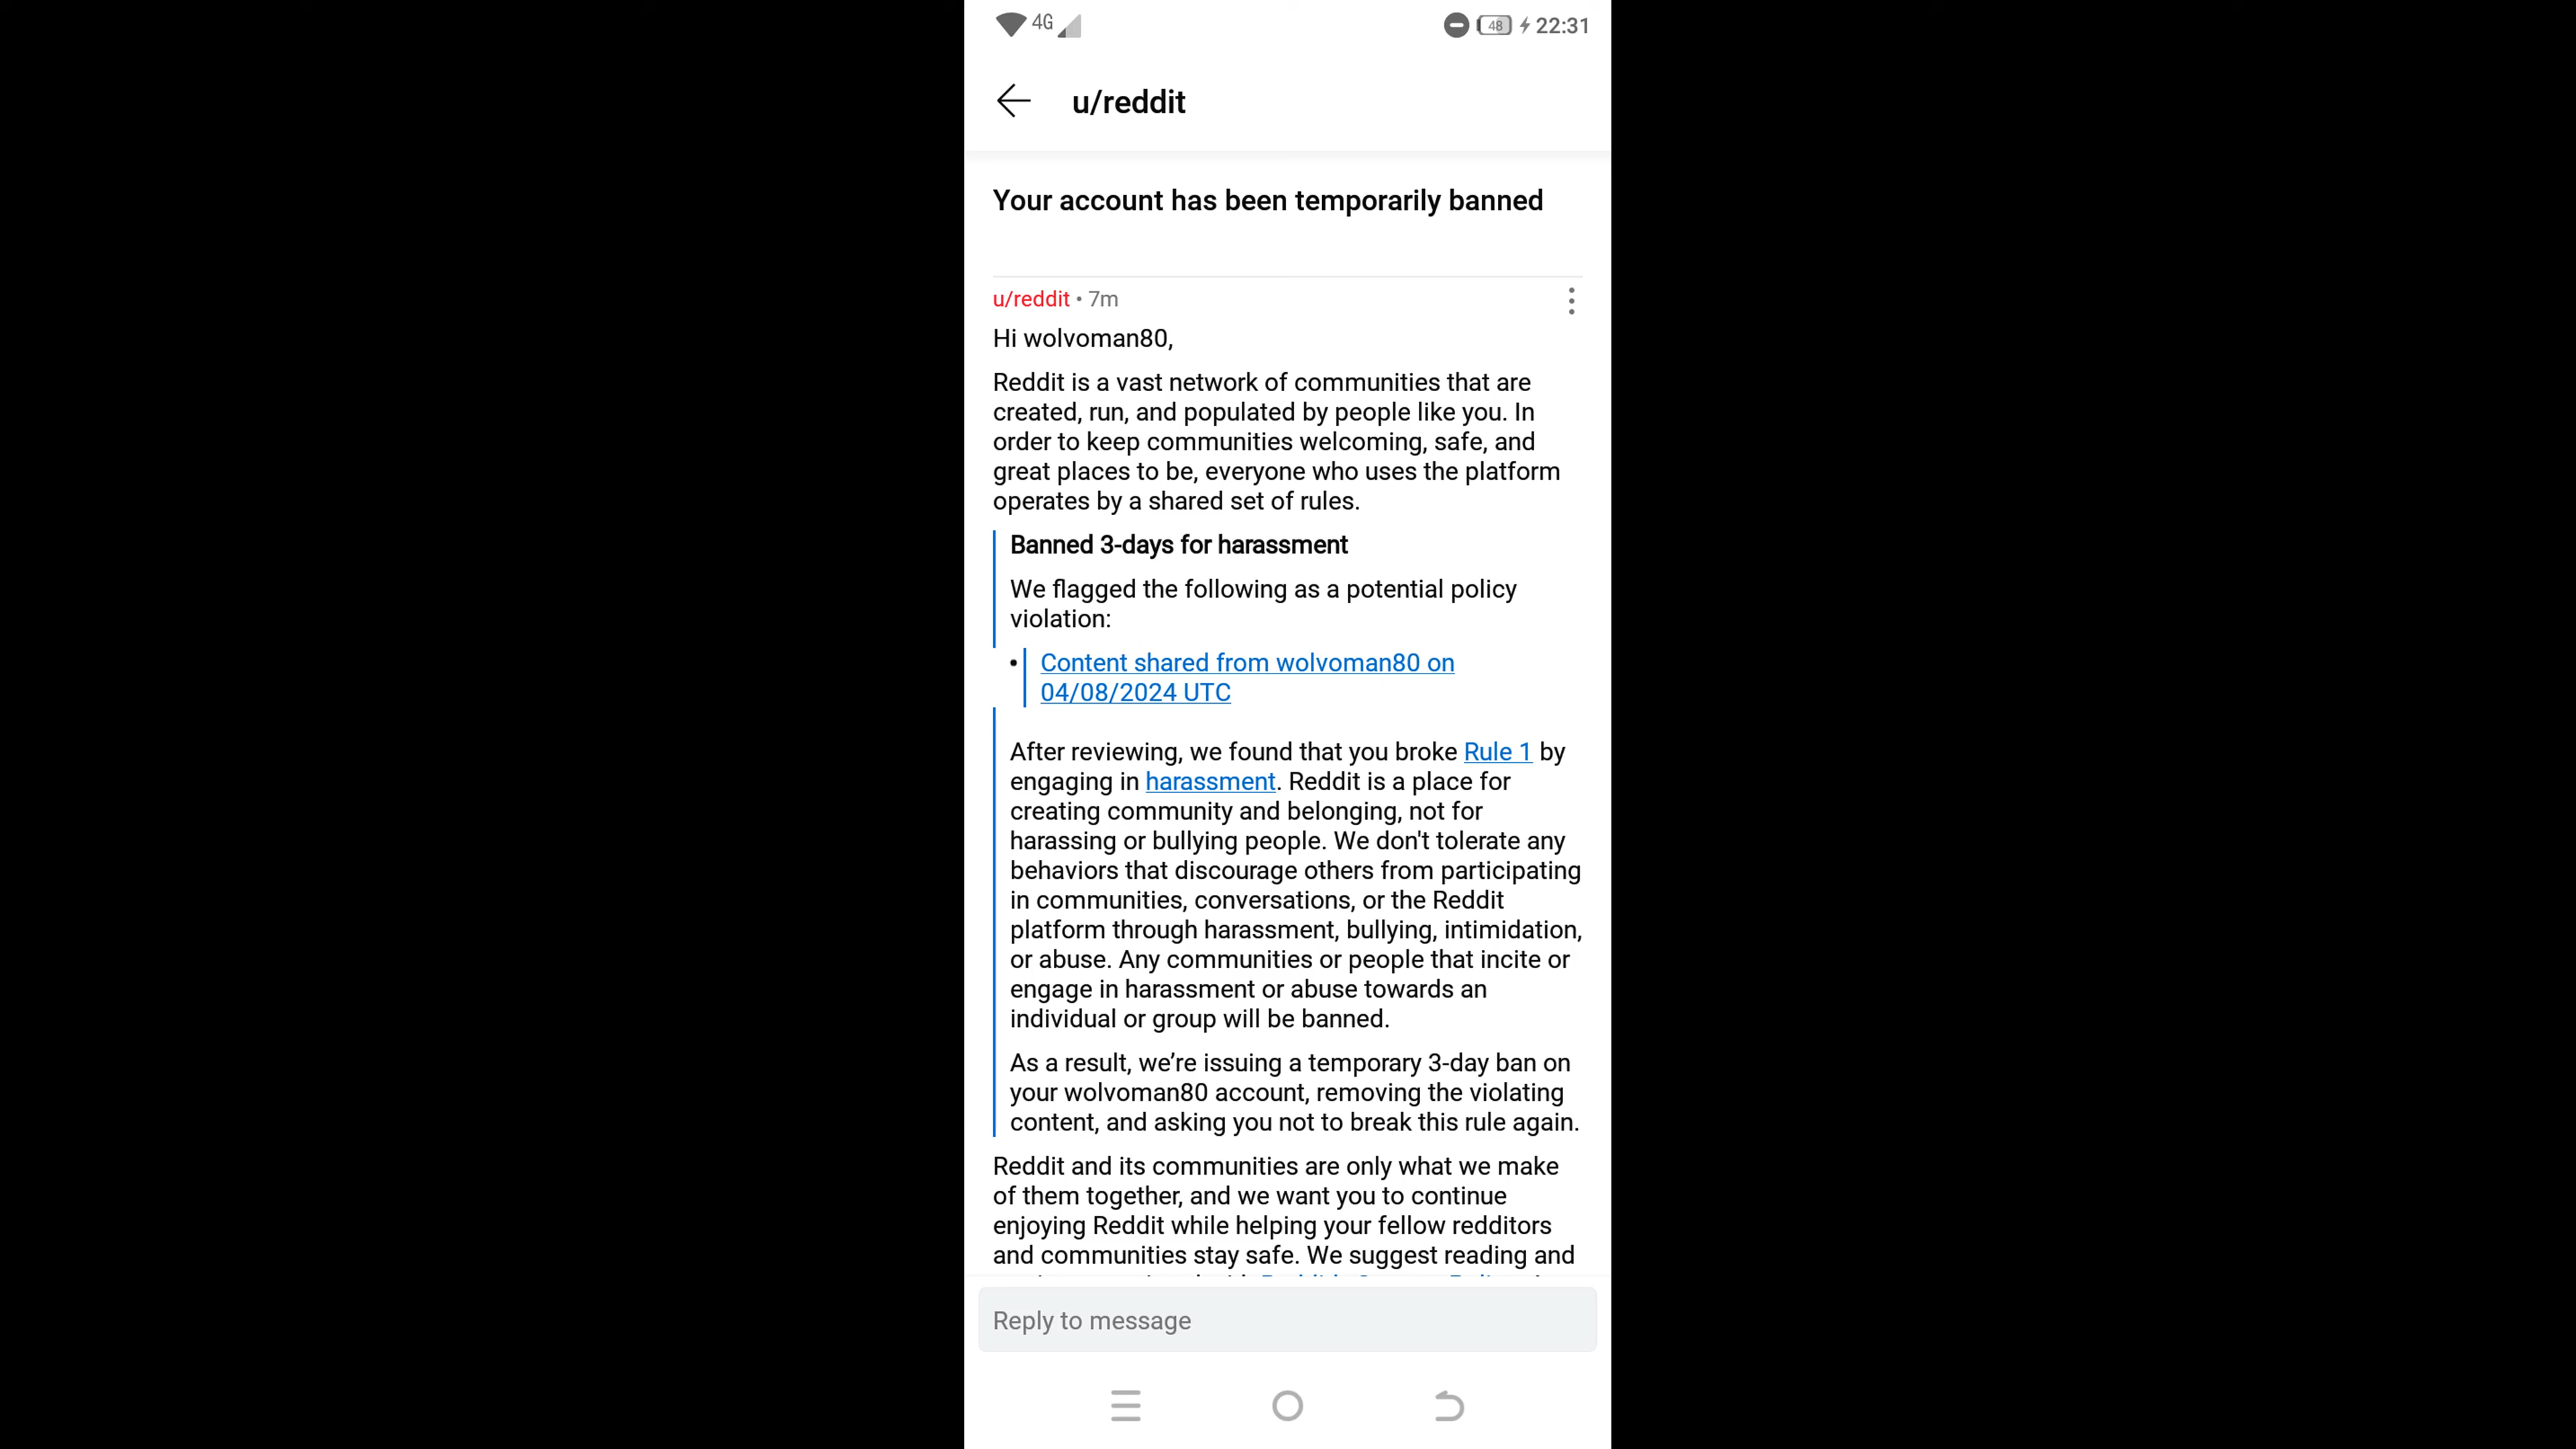 4G 48 22:31
u/reddit
Your account has been temporarily banned
u/reddit • 7m
Hi wolvoman80,
Reddit is a vast network of communities that are
created, run, and populated by people like you. In
order to keep communities welcoming, safe, and
great places to be, everyone who uses the platform
operates by a shared set of rules.
Banned 3-days for harassment
We flagged the following as a potential policy
violation:
• Content shared from wolvoman80 on
04/08/2024 UTC
After reviewing, we found that you broke Rule 1 by
engaging in harassment. Reddit is a place for
creating community and belonging, not for
harassing or bullying people. We don't tolerate any
behaviors that discourage others from participating
in communities, conversations, or the Reddit
platform through harassment, bullying, intimidation,
or abuse. Any communities or people that incite or
engage in harassment or abuse towards an
individual or group will be banned.
As a result, we’re issuing a temporary 3-day ban on
your wolvoman80 account, removing the violating
content, and asking you not to break this rule again.
Reddit and its communities are only what we make
of them together, and we want you to continue
enjoying Reddit while helping your fellow redditors
and communities stay safe. We suggest reading and
Reply to message